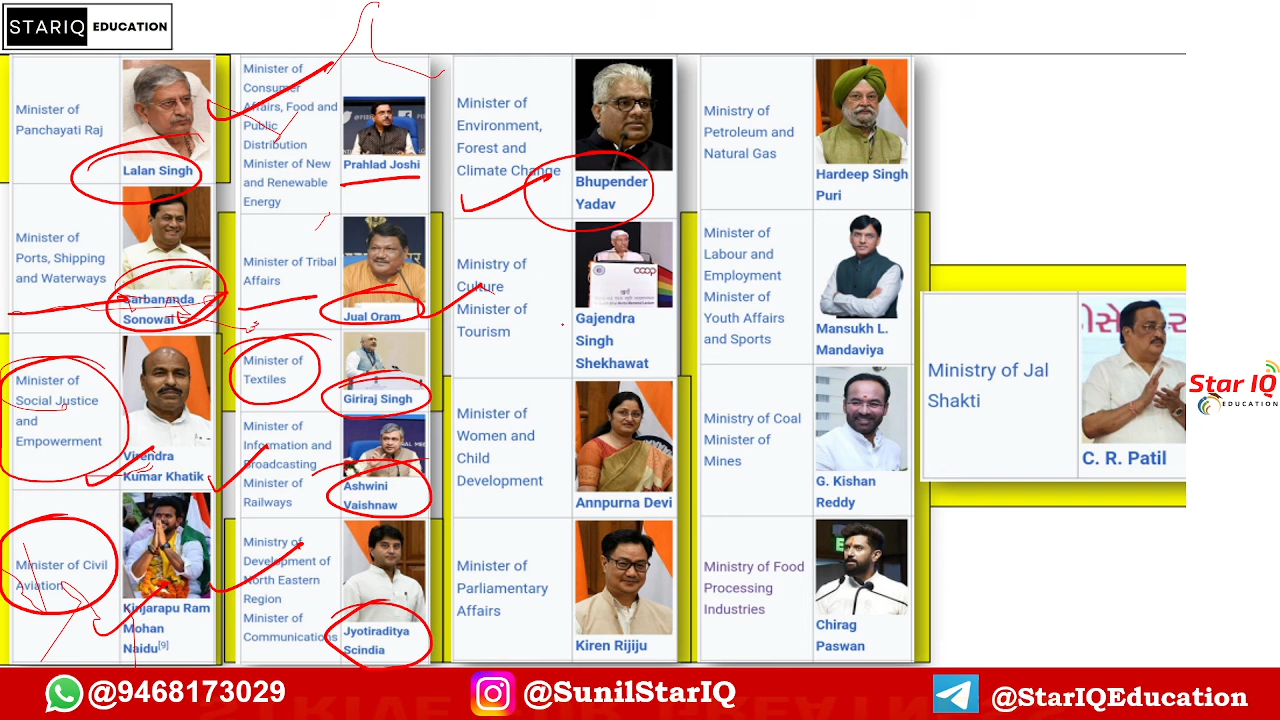 STARIQ EDUCATION
Minister of
Panchayati Raj
Lalan Singh
Minister of
Ports, Shipping
and Waterways
Sarbananda
Sonowal
Minister of
Social Justice
and
Empowerment
Virendra
Kumar Khatik
Minister of Civil
Aviation
Kinjarapu Ram
Mohan
Naidu[9]
Minister of
Consumer
Affairs, Food and
Public
Distribution
Minister of New
and Renewable
Energy
Prahlad Joshi
Minister of Tribal
Affairs
Jual Oram
Minister of
Textiles
Giriraj Singh
Minister of
Information and
Broadcasting
Minister of
Railways
Ashwini
Vaishnaw
Ministry of
Development of
North Eastern
Region
Minister of
Communications
Jyotiraditya
Scindia
Minister of
Environment,
Forest and
Climate Change
Bhupender
Yadav
Ministry of
Culture
Minister of
Tourism
coop
Gajendra
Singh
Shekhawat
Minister of
Women and
Child
Development
Annpurna Devi
Minister of
Parliamentary
Affairs
Kiren Rijiju
Ministry of
Petroleum and
Natural Gas
Hardeep Singh
Puri
Minister of
Labour and
Employment
Minister of
Youth Affairs
and Sports
Mansukh L.
Mandaviya
Ministry of Coal
Minister of
Mines
G. Kishan
Reddy
Ministry of Food
Processing
Industries
Chirag
Paswan
Ministry of Jal
Shakti
C. R. Patil
Star IQ
EDUCATION
@9468173029
@SunilStarIQ
@StarIQEducation